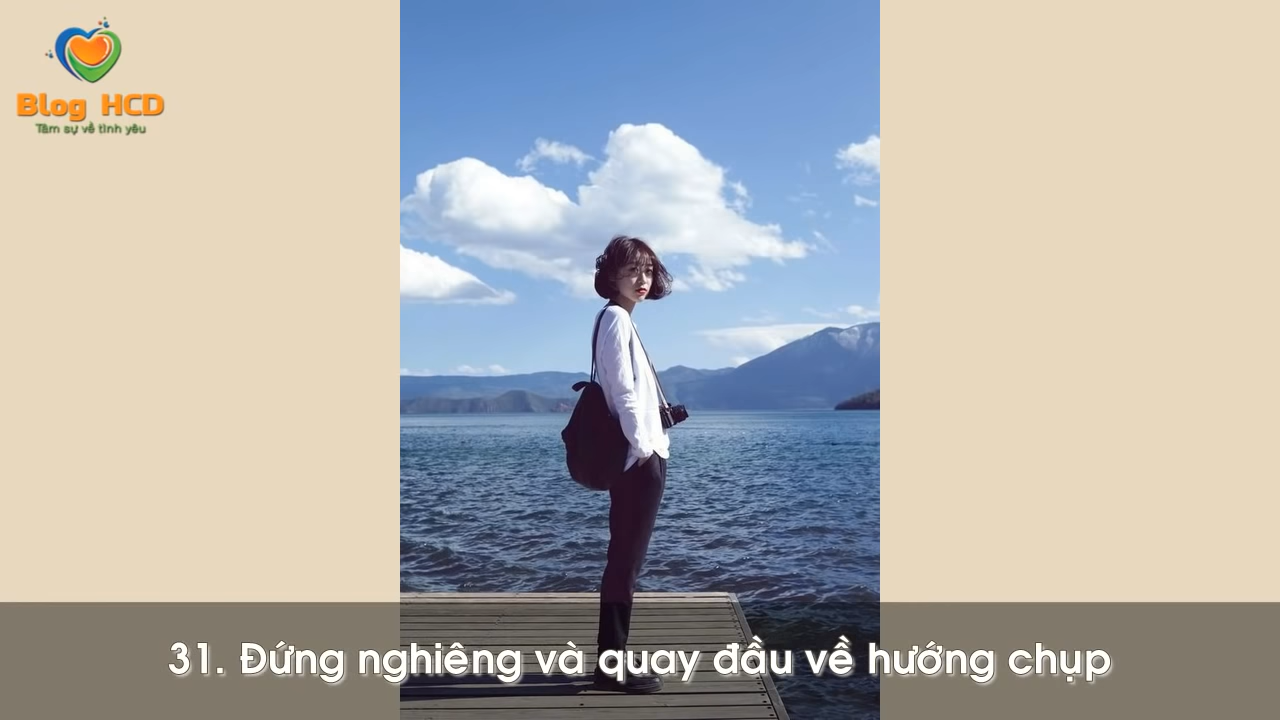 Blog HCD
Tâm sự về tình yêu
31. Đứng nghiêng và quay đầu về hướng chụp